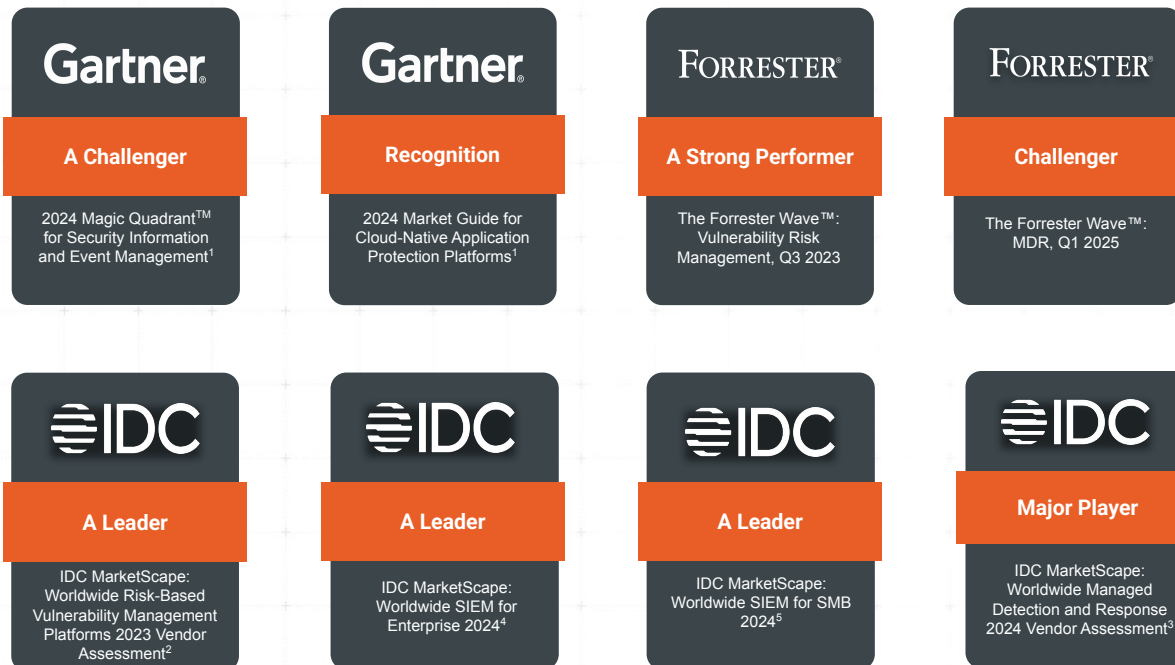 Gartner®
A Challenger
2024 Magic Quadrant™
for Security Information
and Event Management¹
Gartner®
Recognition
2024 Market Guide for
Cloud-Native Application
Protection Platforms¹
FORRESTER®
A Strong Performer
The Forrester Wave™:
Vulnerability Risk
Management, Q3 2023
FORRESTER®
Challenger
The Forrester Wave™:
MDR, Q1 2025
IDC
A Leader
IDC MarketScape:
Worldwide Risk-Based
Vulnerability Management
Platforms 2023 Vendor
Assessment²
IDC
A Leader
IDC MarketScape:
Worldwide SIEM for
Enterprise 2024⁴
IDC
A Leader
IDC MarketScape:
Worldwide SIEM for SMB
2024⁵
IDC
Major Player
IDC MarketScape:
Worldwide Managed
Detection and Response
2024 Vendor Assessment³